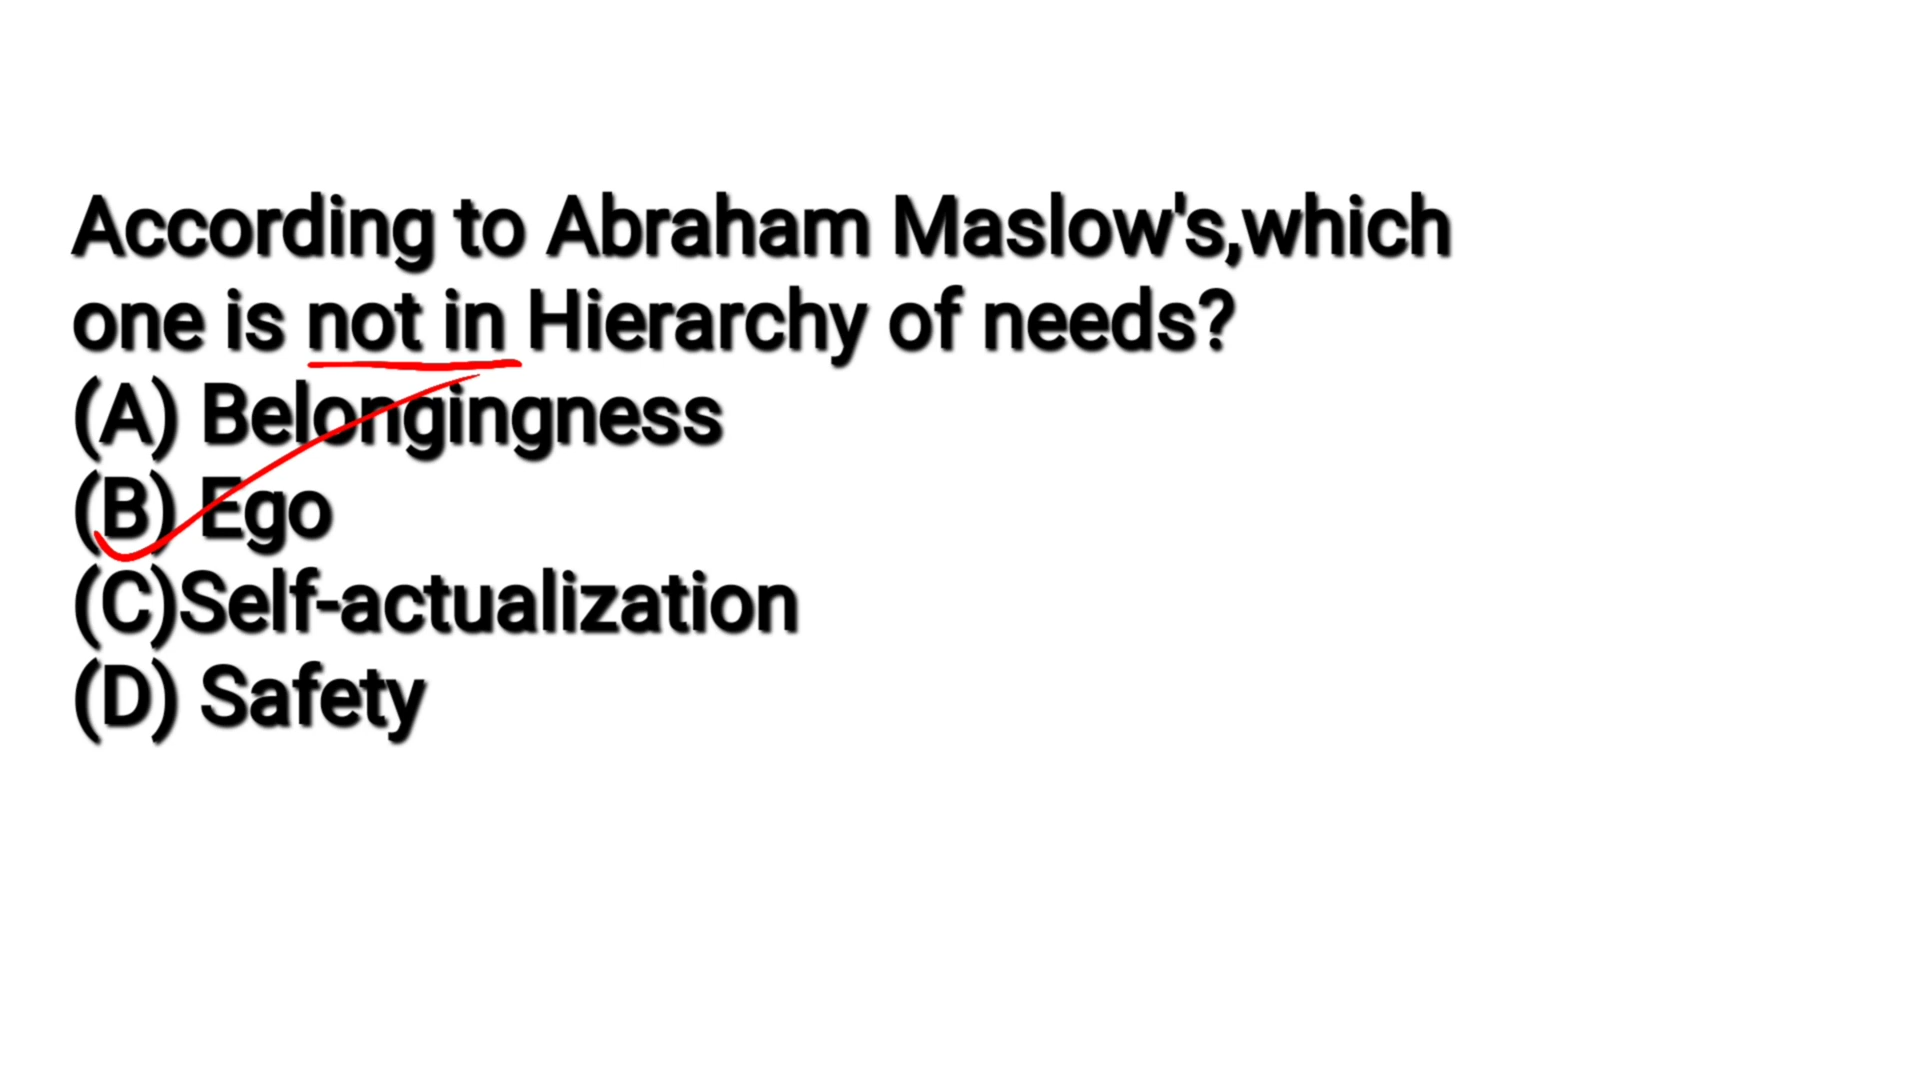 According to Abraham Maslow's,which
one is not in Hierarchy of needs?
(A) Belongingness
(B) Ego
(C)Self-actualization
(D) Safety